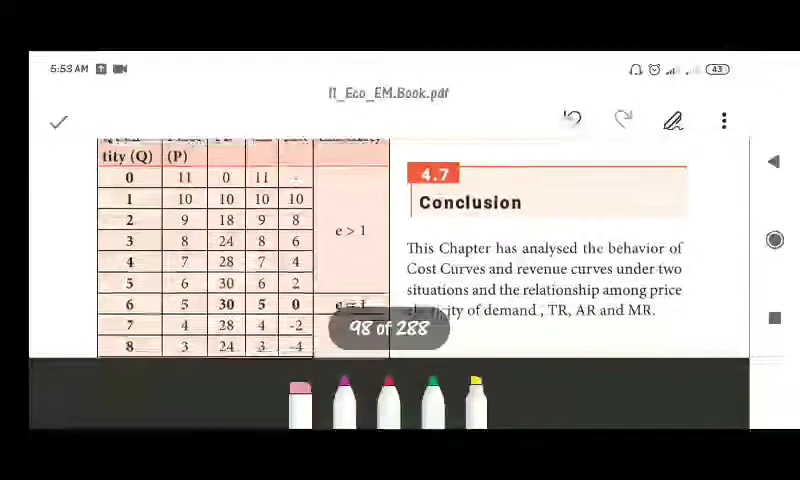 5:53 AM
43
11_Eco_EM.Book.pdf
tity (Q) (P)
0 11 0 11 -
1 10 10 10 10
2 9 18 9 8
3 8 24 8 6
4 7 28 7 4
5 6 30 6 2
6 5 30 5 0
7 4 28 4 -2
8 3 24 3 -4
e > 1
e = 1
4.7
Conclusion
This Chapter has analysed the behavior of
Cost Curves and revenue curves under two
situations and the relationship among price
of demand , TR, AR and MR.
98 of 288